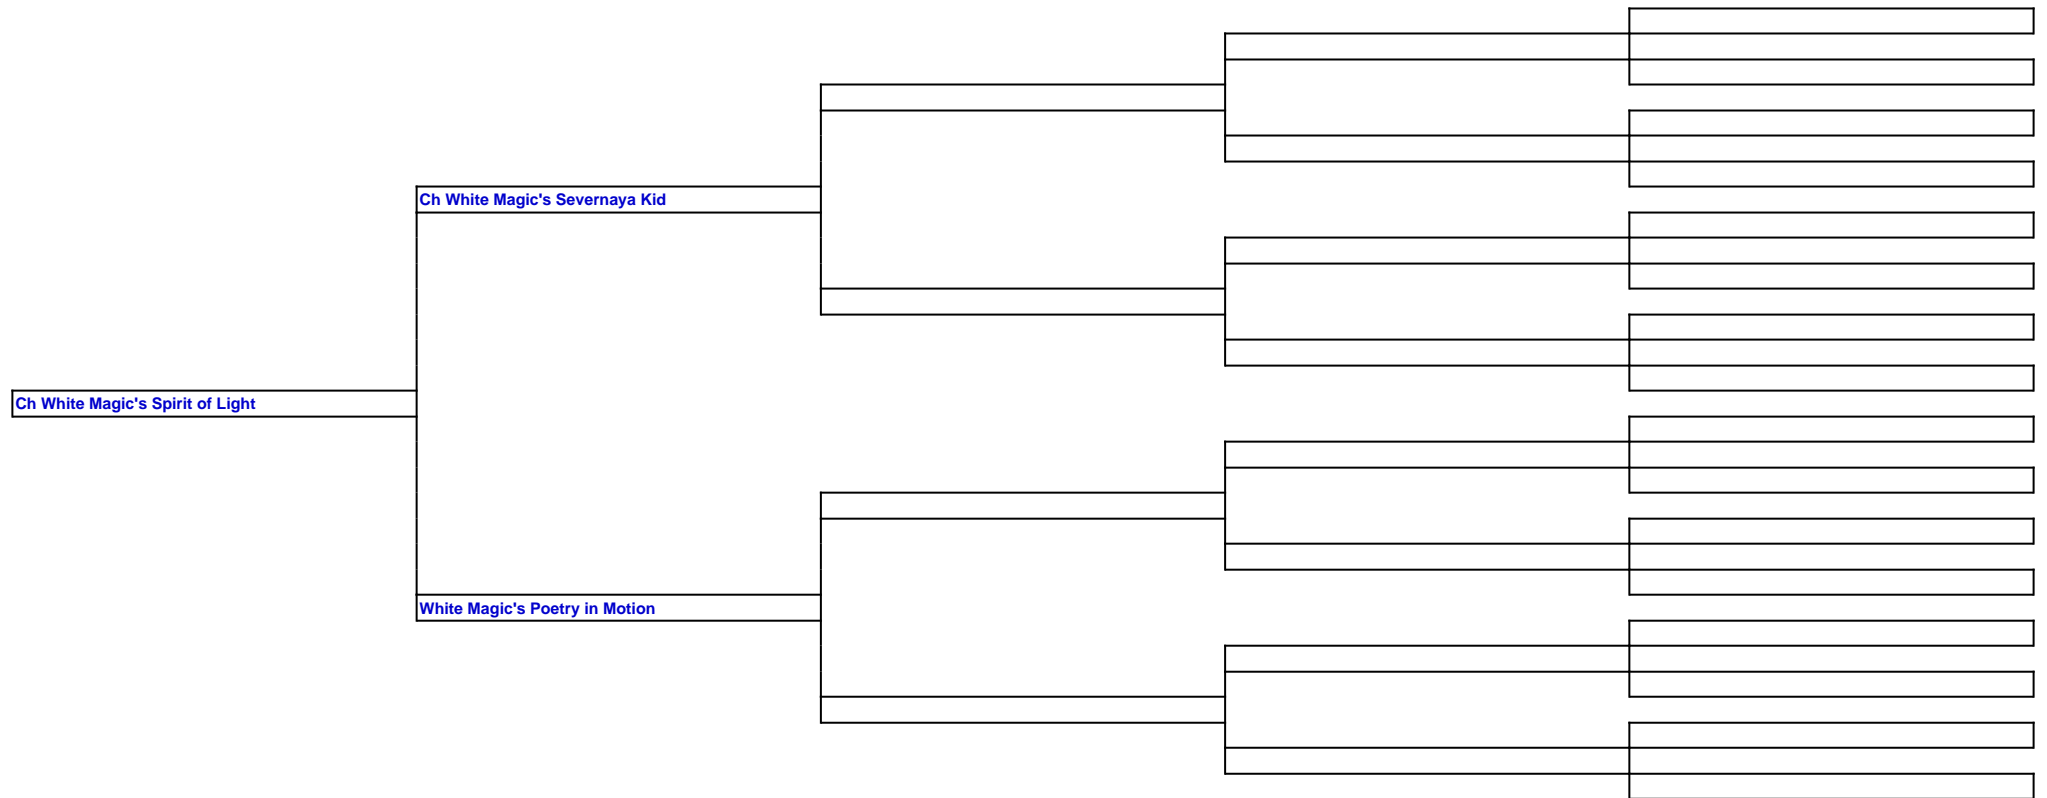 Ch White Magic's Severnaya Kid
Ch White Magic's Spirit of Light
White Magic's Poetry in Motion